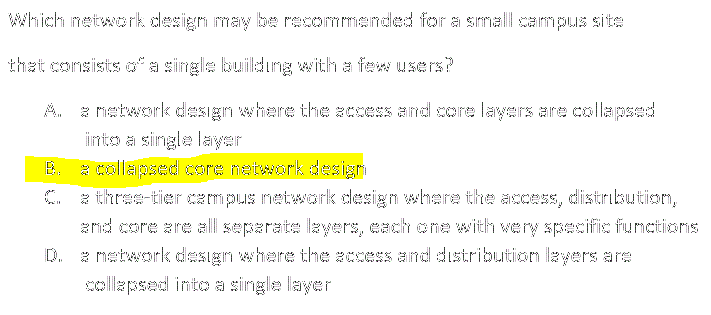 Which network design may be recommended for a small campus site
that consists of a single building with a few users?
A. a network design where the access and core layers are collapsed
into a single layer
B. a collapsed core network design
C. a three-tier campus network design where the access, distribution,
and core are all separate layers, each one with very specific functions
D. a network design where the access and distribution layers are
collapsed into a single layer